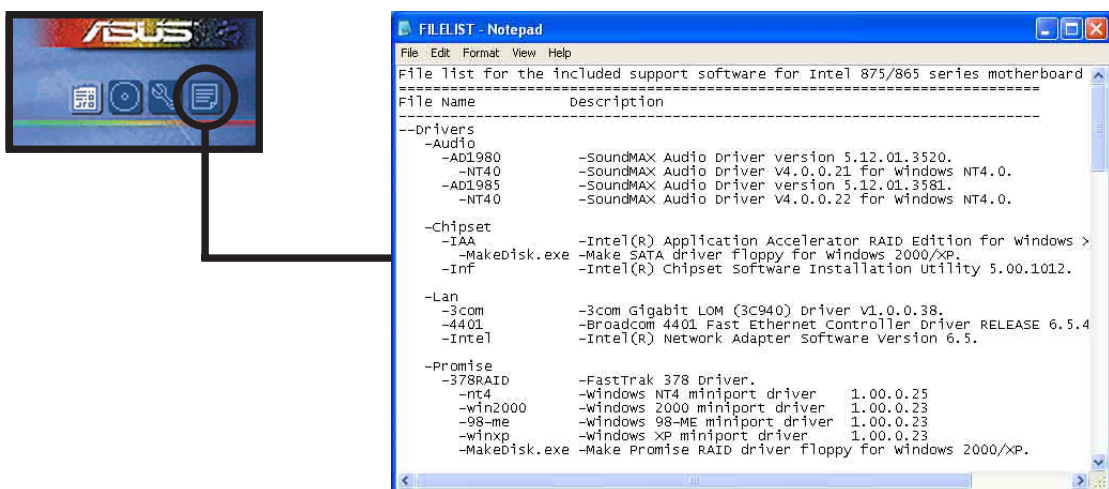 ASUS
FILELIST - Notepad
File Edit Format View Help
File list for the included support software for Intel 875/865 series motherboard
================================================================================
File Name Description
--------------------------------------------------------------------------------
--Drivers
-Audio
-AD1980 -SoundMAX Audio Driver version 5.12.01.3520.
-NT40 -SoundMAX Audio Driver V4.0.0.21 for Windows NT4.0.
-AD1985 -SoundMAX Audio Driver version 5.12.01.3581.
-NT40 -SoundMAX Audio Driver V4.0.0.22 for Windows NT4.0.
-Chipset
-IAA -Intel(R) Application Accelerator RAID Edition for Windows X
-MakeDisk.exe -Make SATA driver floppy for Windows 2000/XP.
-Inf -Intel(R) Chipset Software Installation Utility 5.00.1012.
-Lan
-3com -3com Gigabit LOM (3C940) Driver V1.0.0.38.
-4401 -Broadcom 4401 Fast Ethernet Controller Driver RELEASE 6.5.4
-Intel -Intel(R) Network Adapter Software Version 6.5.
-Promise
-378RAID -FastTrak 378 Driver.
-nt4 -Windows NT4 miniport driver 1.00.0.25
-win2000 -Windows 2000 miniport driver 1.00.0.23
-98-me -Windows 98-ME miniport driver 1.00.0.23
-winxp -Windows XP miniport driver 1.00.0.23
-MakeDisk.exe -Make Promise RAID driver floppy for Windows 2000/XP.